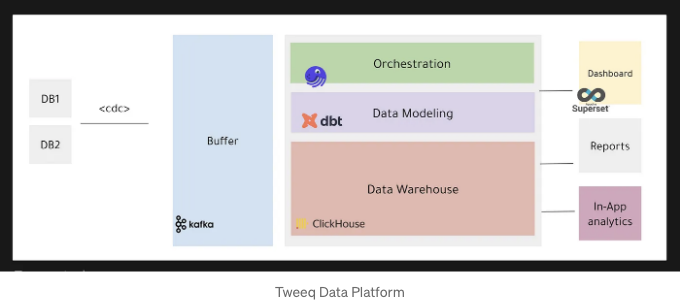 DB1
DB2
<cdc>
Buffer
kafka
Orchestration
dbt
Data Modeling
Data Warehouse
ClickHouse
Dashboard
Superset
Reports
In-App
analytics
Tweeq Data Platform